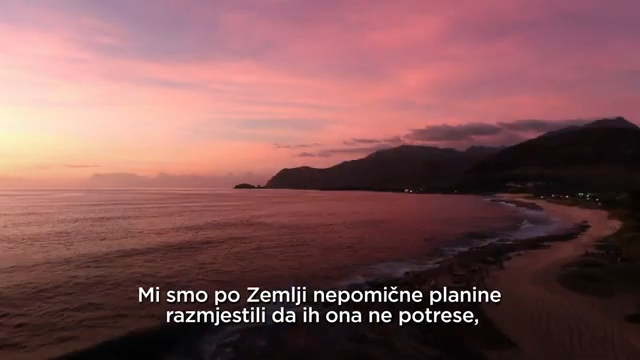 Mi smo po Zemlji nepomične planine
razmjestili da ih ona ne potrese,